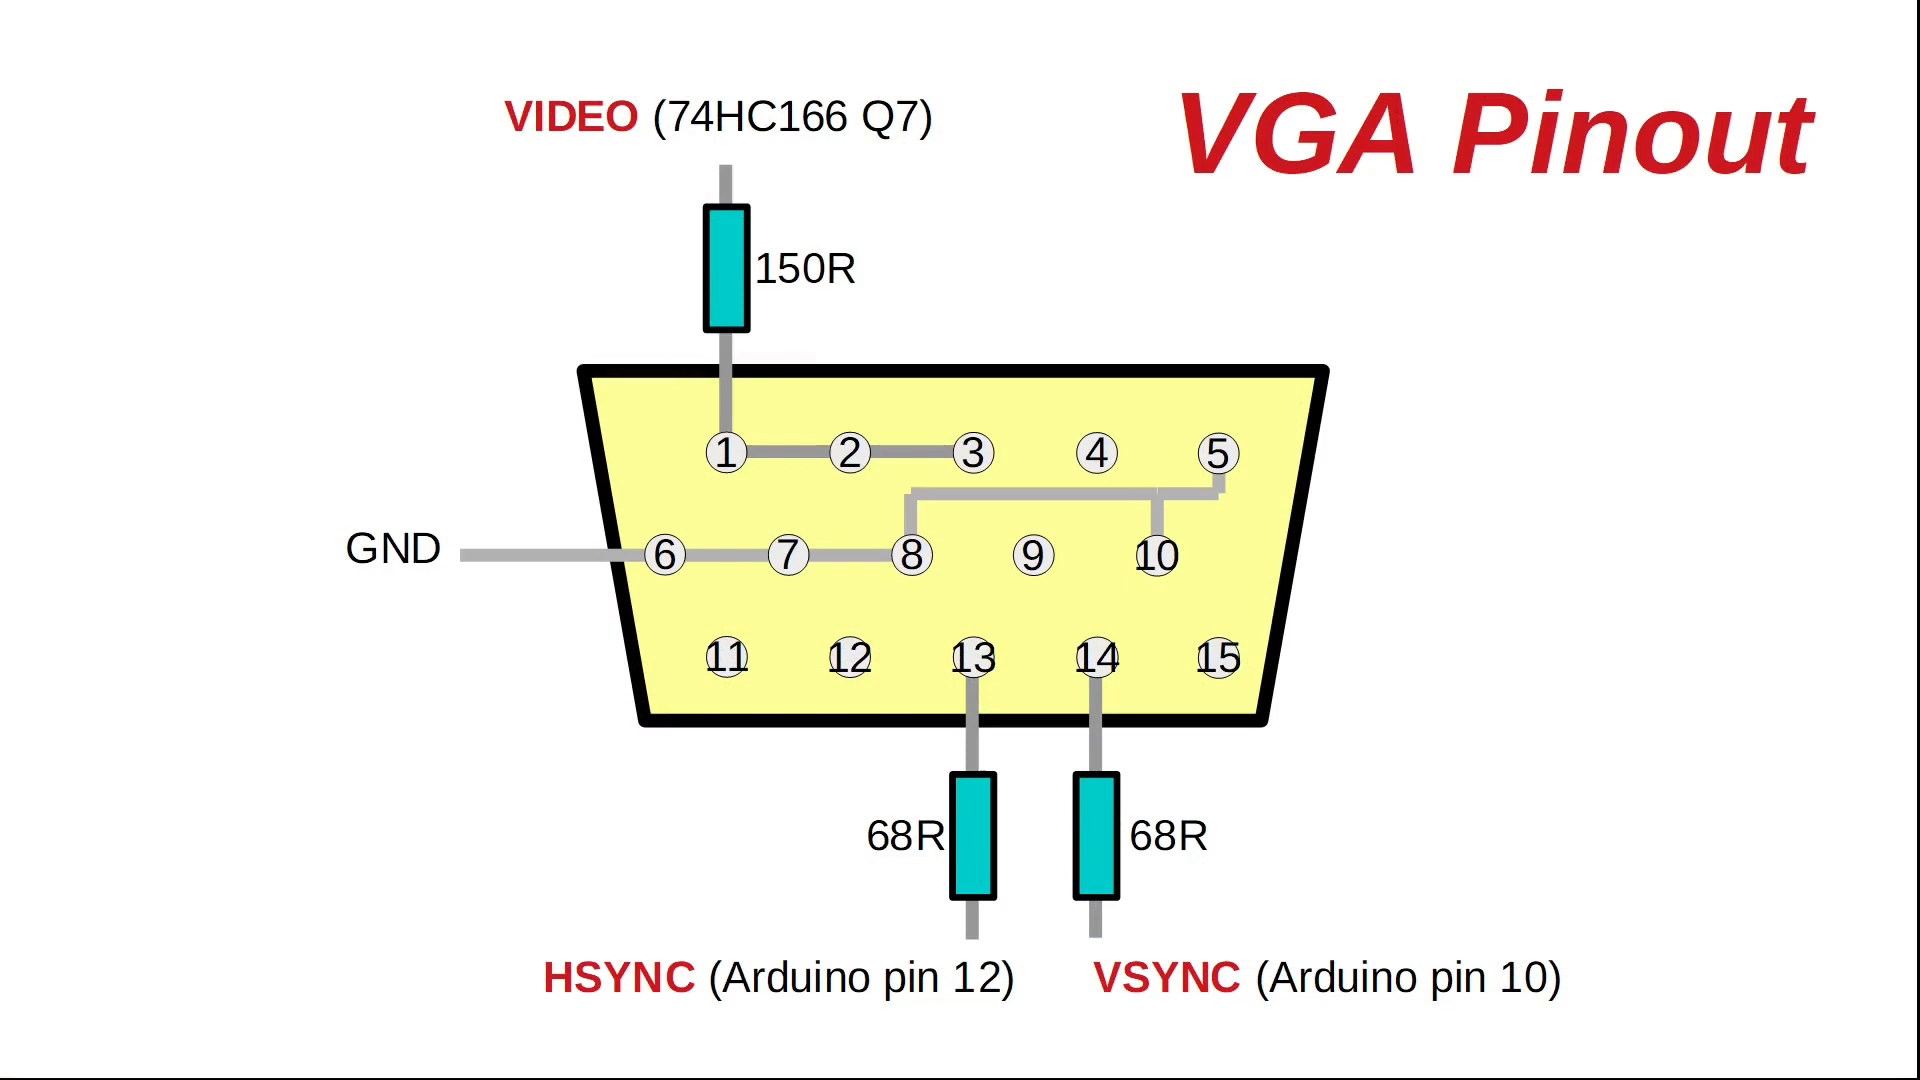 VGA Pinout
VIDEO (74HC166 Q7)
150R
1 2 3 4 5
GND
6 7 8 9 10
11 12 13 14 15
68R 68R
HSYNC (Arduino pin 12)
VSYNC (Arduino pin 10)